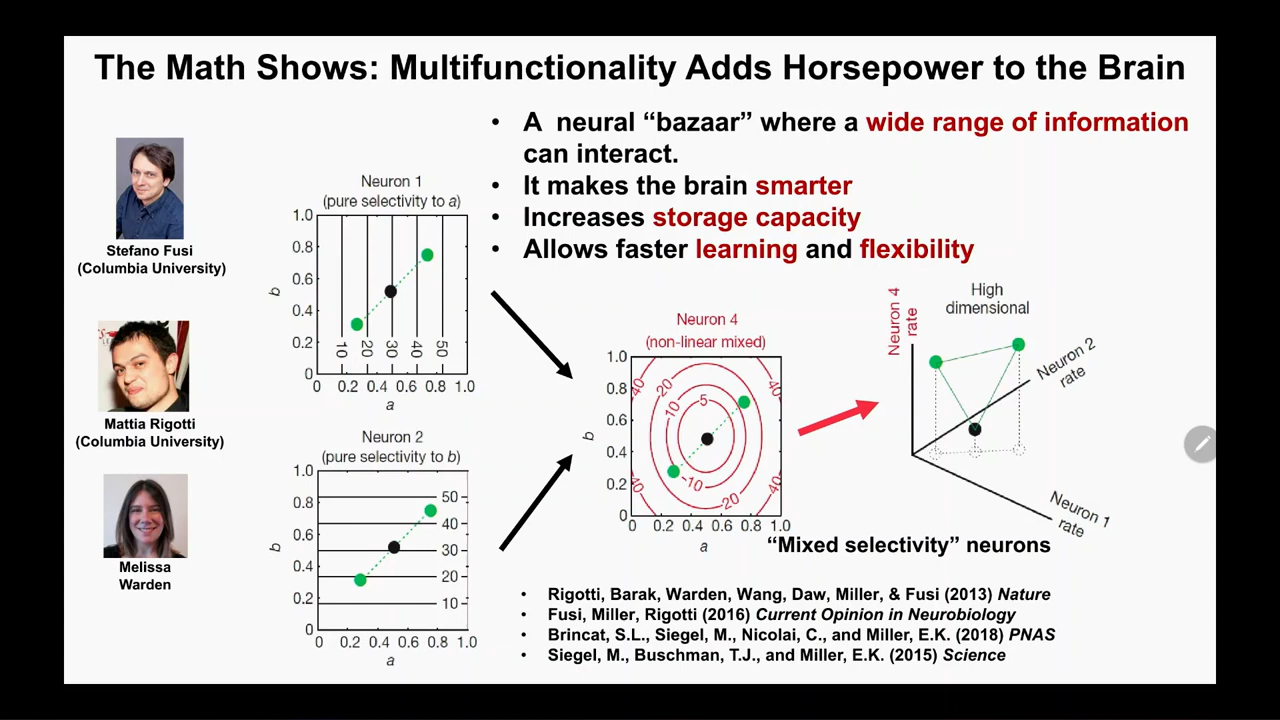 The Math Shows: Multifunctionality Adds Horsepower to the Brain
• A neural “bazaar” where a wide range of information
can interact.
• It makes the brain smarter
• Increases storage capacity
• Allows faster learning and flexibility
Stefano Fusi
(Columbia University)
Mattia Rigotti
(Columbia University)
Melissa
Warden
Neuron 1
(pure selectivity to a)
1.0
0.8
0.6
0.4
0.2
0
b
10
20
30
40
50
0 0.2 0.4 0.6 0.8 1.0
a
Neuron 2
(pure selectivity to b)
1.0
0.8
0.6
0.4
0.2
0
b
50
40
30
20
10
0 0.2 0.4 0.6 0.8 1.0
a
Neuron 4
(non-linear mixed)
1.0
0.8
0.6
0.4
0.2
0
b
40
20
10
5
40
40
10
20
40
0 0.2 0.4 0.6 0.8 1.0
a
High
dimensional
Neuron 4
rate
Neuron 2
rate
Neuron 1
rate
“Mixed selectivity” neurons
• Rigotti, Barak, Warden, Wang, Daw, Miller, & Fusi (2013) Nature
• Fusi, Miller, Rigotti (2016) Current Opinion in Neurobiology
• Brincat, S.L., Siegel, M., Nicolai, C., and Miller, E.K. (2018) PNAS
• Siegel, M., Buschman, T.J., and Miller, E.K. (2015) Science